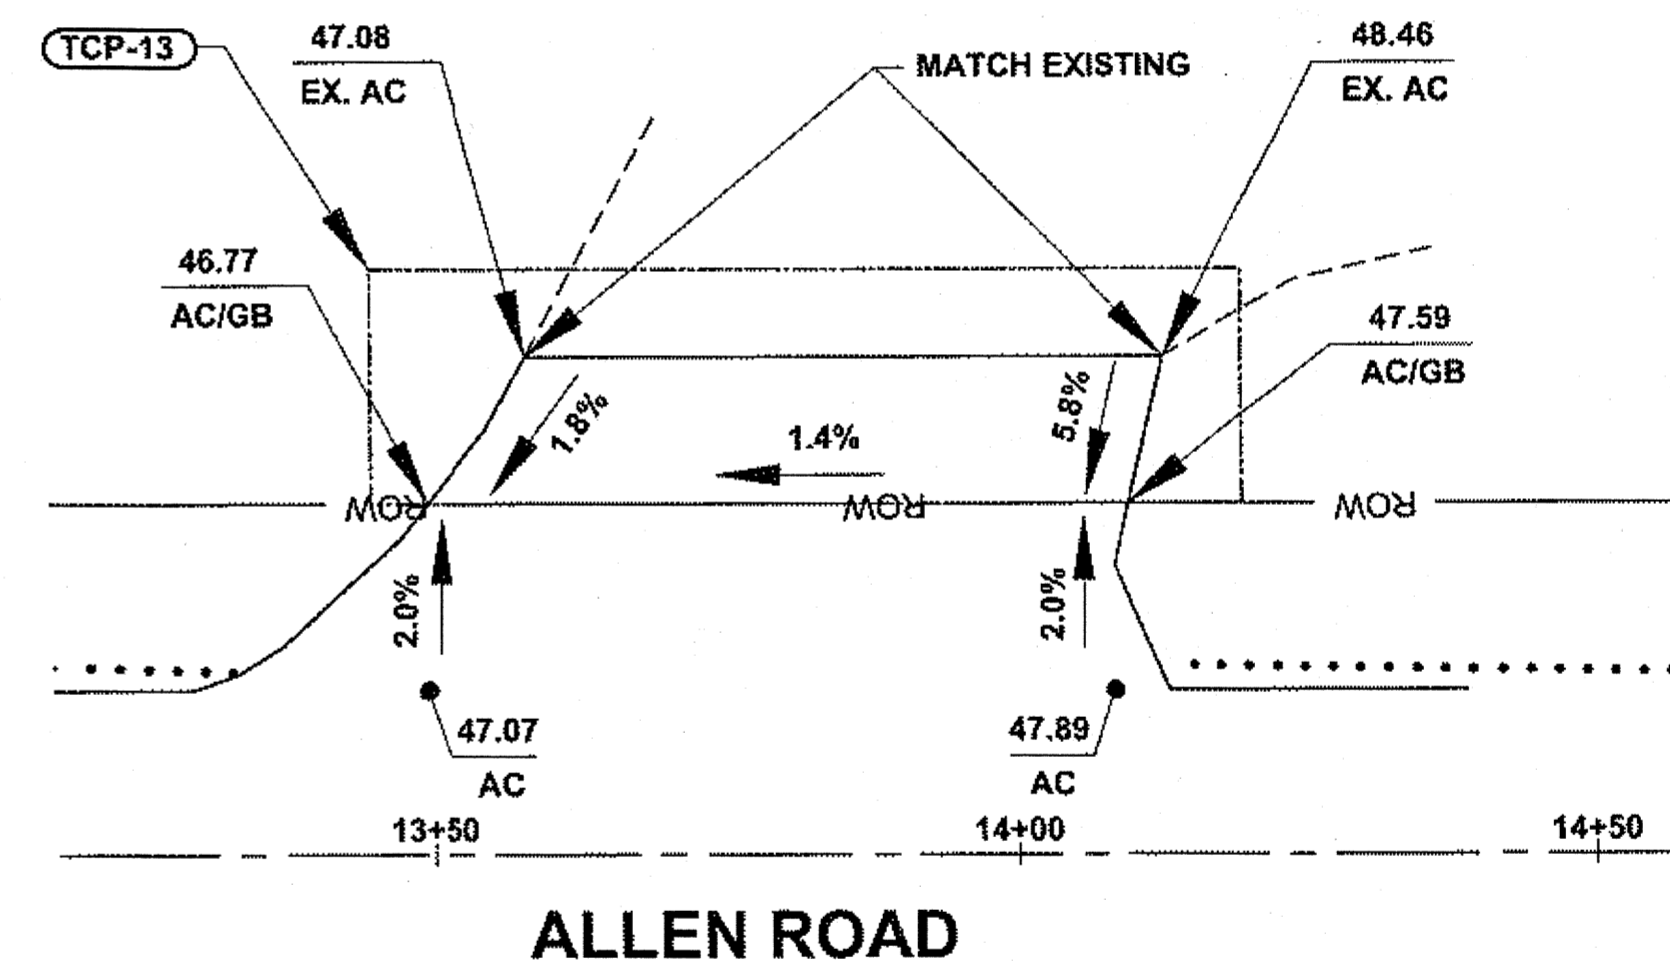 TCP-13
47.08
EX. AC
MATCH EXISTING
48.46
EX. AC
46.77
AC/GB
47.59
AC/GB
1.8%
1.4%
5.8%
ROW
ROW
ROW
2.0%
2.0%
47.07
AC
47.89
AC
13+50
14+00
14+50
ALLEN ROAD